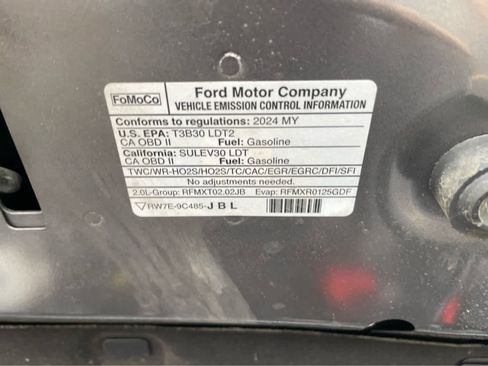 FoMoCo
Ford Motor Company
VEHICLE EMISSION CONTROL INFORMATION
Conforms to regulations: 2024 MY
U.S. EPA: T3B30 LDT2
CA OBD II Fuel: Gasoline
California: SULEV30 LDT
CA OBD II Fuel: Gasoline
TWC/WR-HO2S/HO2S/TC/CAC/EGR/EGRC/DFI/SFI
No adjustments needed.
2.0L-Group: RFMXT02.02JB Evap: RFMXR0125GDF
RW7E-9C485-JBL